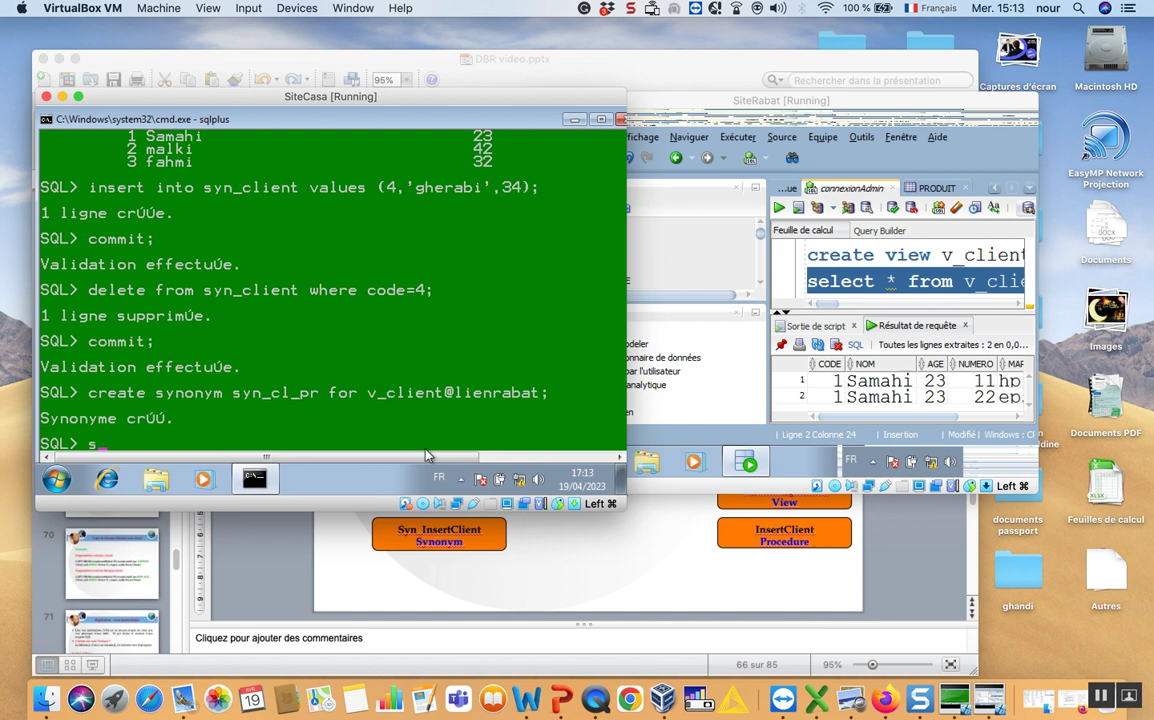 VirtualBox VM Machine View Input Devices Window Help
100 % Français Mer. 15:13 nour
DBR video.pptx
95%
Rechercher dans la présentation
SiteCasa [Running]
C:\Windows\system32\cmd.exe - sqlplus
1 Samahi 23
2 malki 42
3 fahmi 32
SQL> insert into syn_client values (4,'gherabi',34);
1 ligne crÚÚe.
SQL> commit;
Validation effectuÚe.
SQL> delete from syn_client where code=4;
1 ligne supprimÚe.
SQL> commit;
Validation effectuÚe.
SQL> create synonym syn_cl_pr for v_client@lienrabat;
Synonyme crÚÚ.
SQL> s
FR
17:13
19/04/2023
Left ⌘
SiteRabat [Running]
ffichage Naviguer Exécuter Source Equipe Outils Fenêtre Aide
...ue connexionAdmin PRODUIT
Feuille de calcul Query Builder
create view v_client
select * from v_clie
Sortie de script Résultat de requête
SQL Toutes les lignes extraites : 2 en 0,0...
CODE NOM AGE NUMERO MAR
1 1 Samahi 23 11 hp
2 1 Samahi 23 22 ep
Ligne 2 Colonne 24 Insertion Modifié Windows: CF
odeler
onnaire de données
par l'utilisateur
analytique
en
FR
Left ⌘
View
Syn_InsertClient
Synonym
InsertClient
Procedure
70
71
Cliquez pour ajouter des commentaires
66 sur 85 95%
Captures d'écran
Macintosh HD
EasyMP Network
Projection
Documents
Images
Documents PDF
documents
passport
Feuilles de calcul
ghandi
Autres